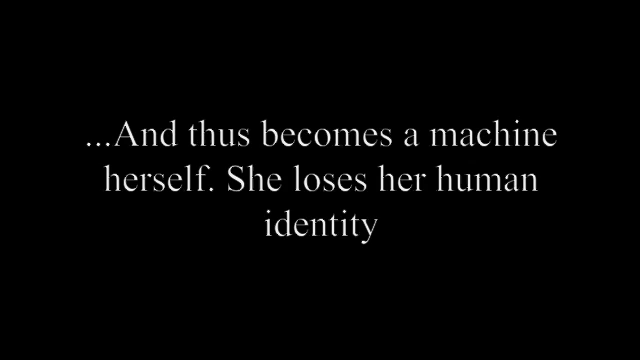 ...And thus becomes a machine
herself. She loses her human
identity